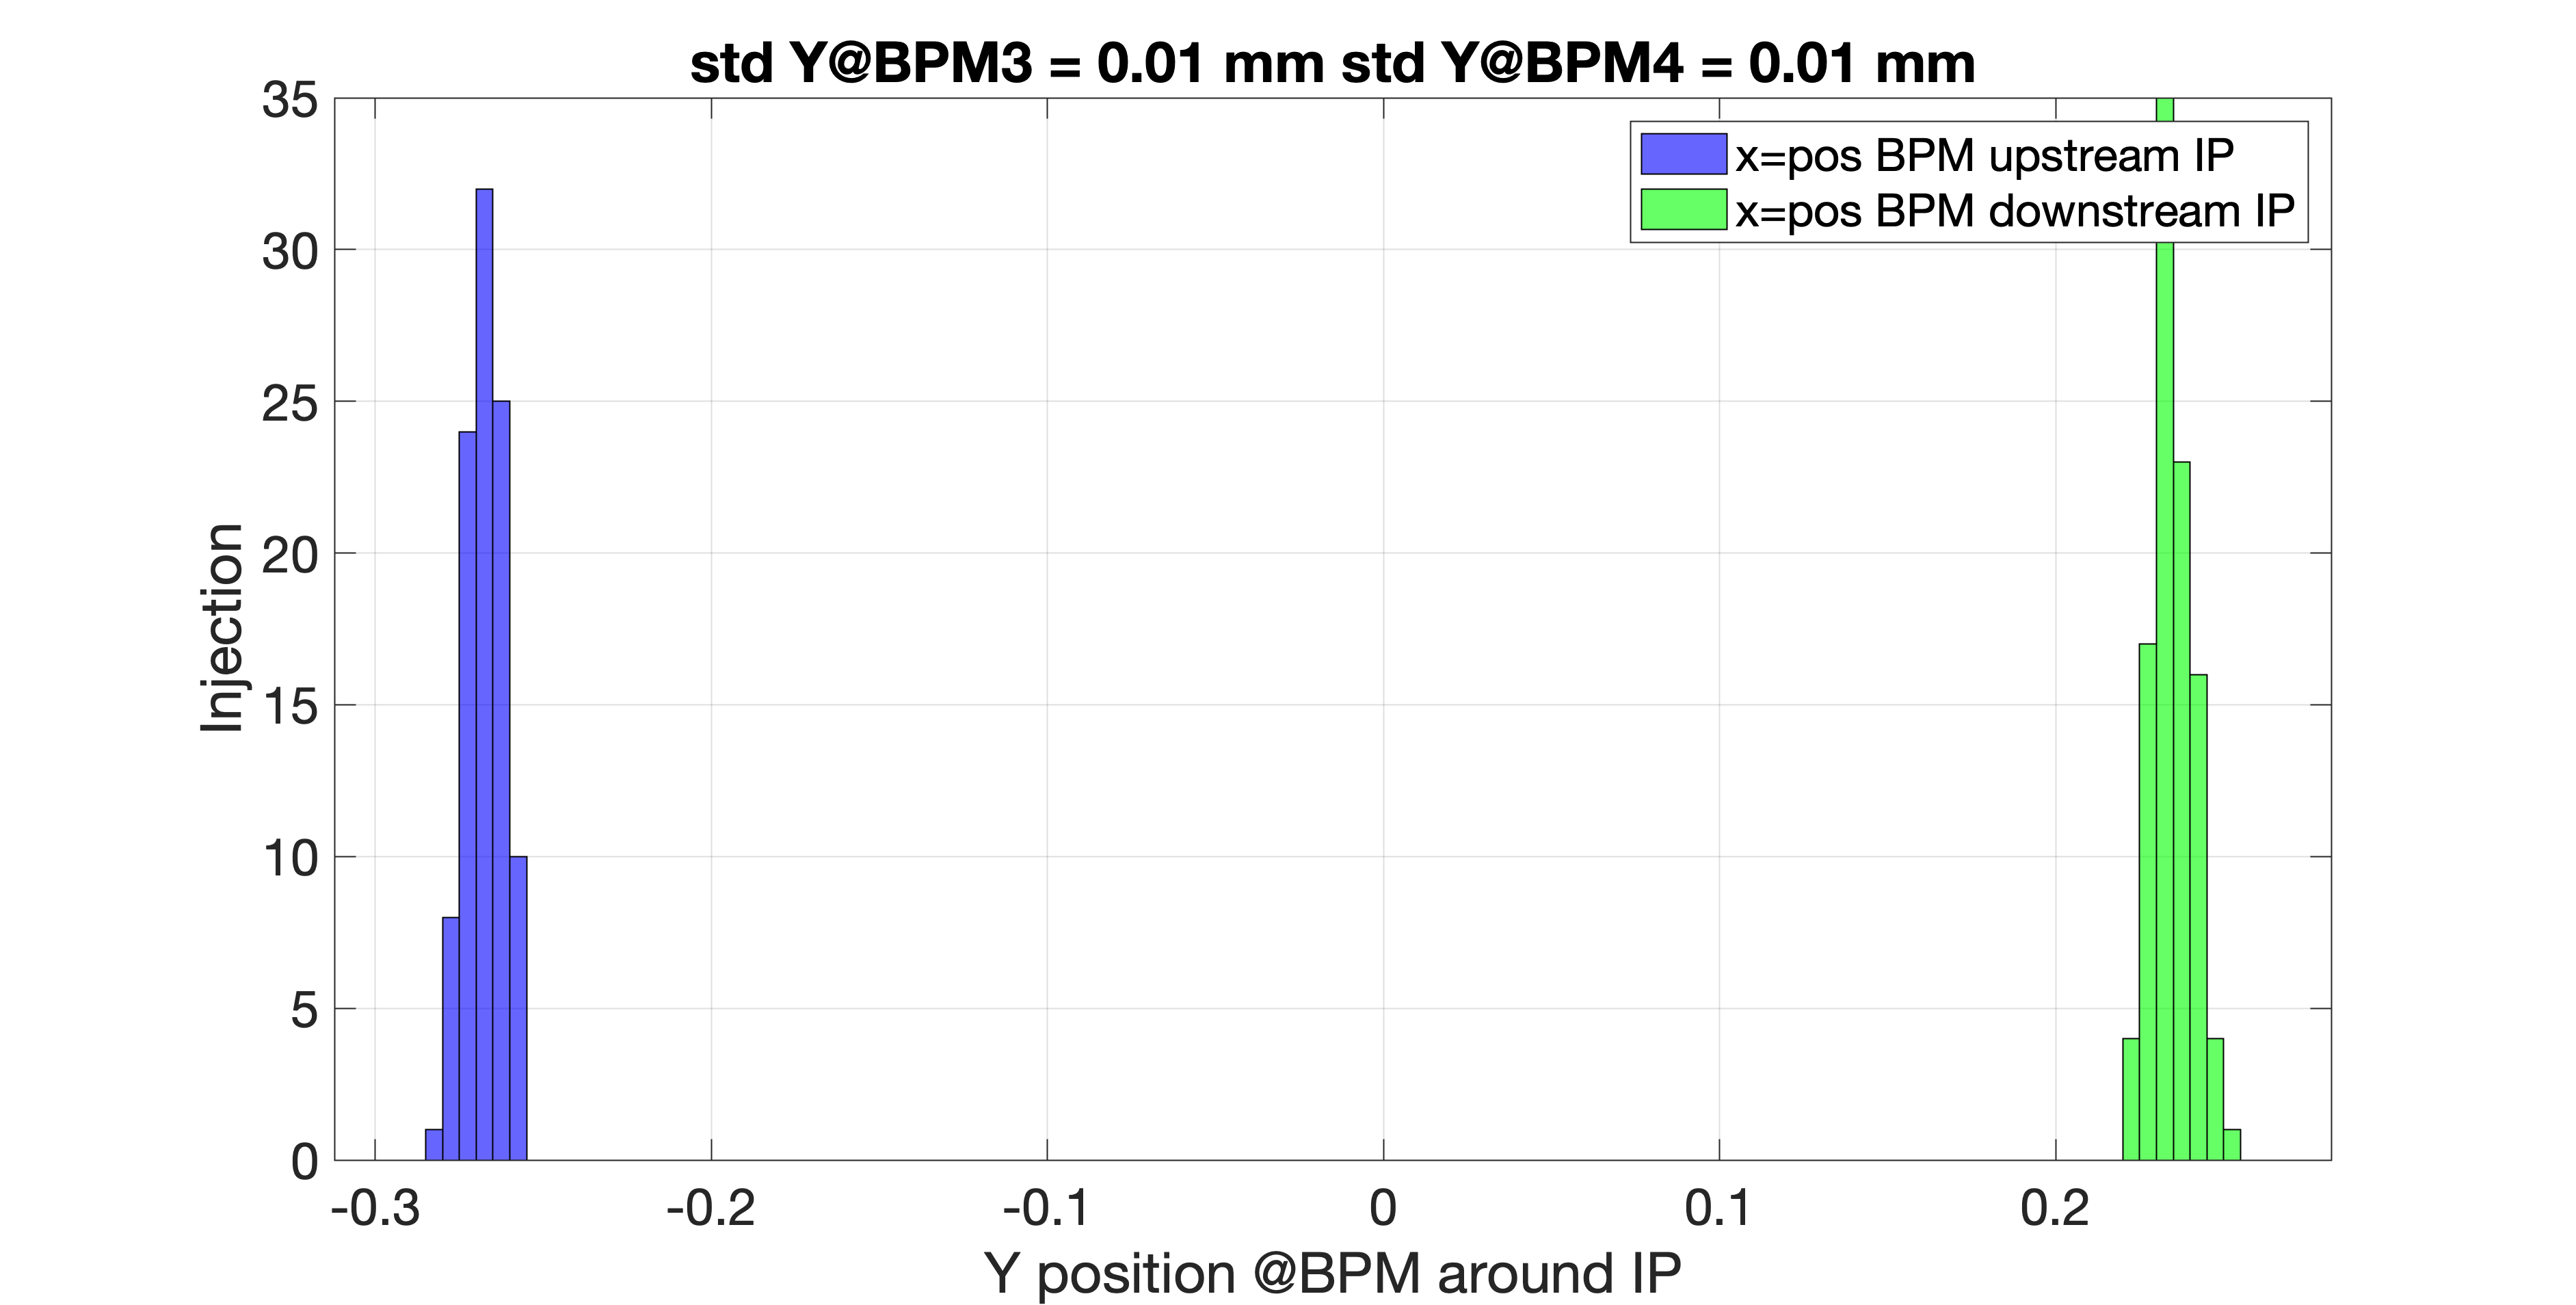 std Y@BPM3 = 0.01 mm std Y@BPM4 = 0.01 mm
35
30
25
20
15
10
5
0
Injection
x=pos BPM upstream IP
x=pos BPM downstream IP
-0.3 -0.2 -0.1 0 0.1 0.2
Y position @BPM around IP